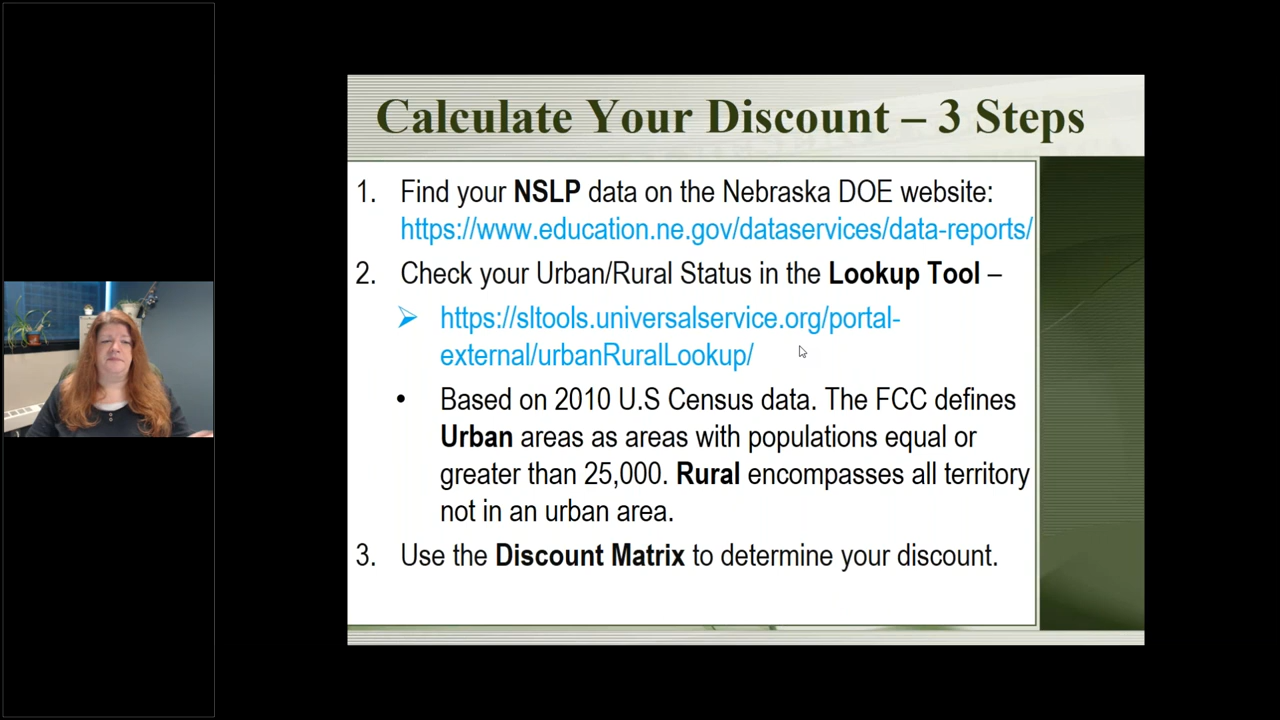 Calculate Your Discount – 3 Steps
1. Find your NSLP data on the Nebraska DOE website:
https://www.education.ne.gov/dataservices/data-reports/
2. Check your Urban/Rural Status in the Lookup Tool –
➢ https://sltools.universalservice.org/portal-
external/urbanRuralLookup/
• Based on 2010 U.S Census data. The FCC defines
Urban areas as areas with populations equal or
greater than 25,000. Rural encompasses all territory
not in an urban area.
3. Use the Discount Matrix to determine your discount.